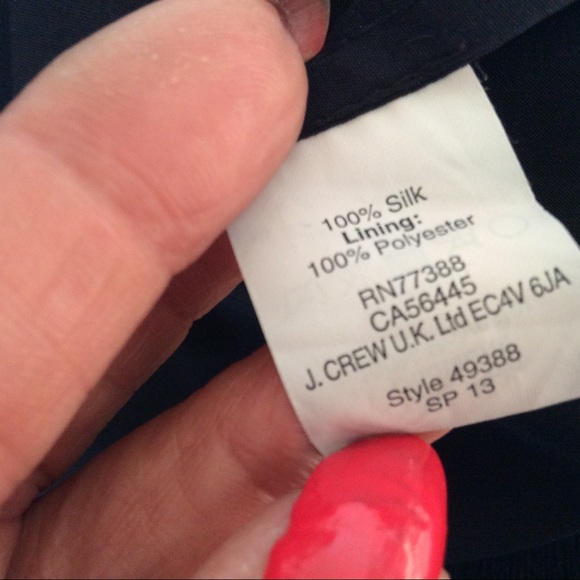 100% Silk
Lining:
100% Polyester
RN77388
CA56445
J. CREW U.K. Ltd EC4V 6JA
Style 49388
SP 13